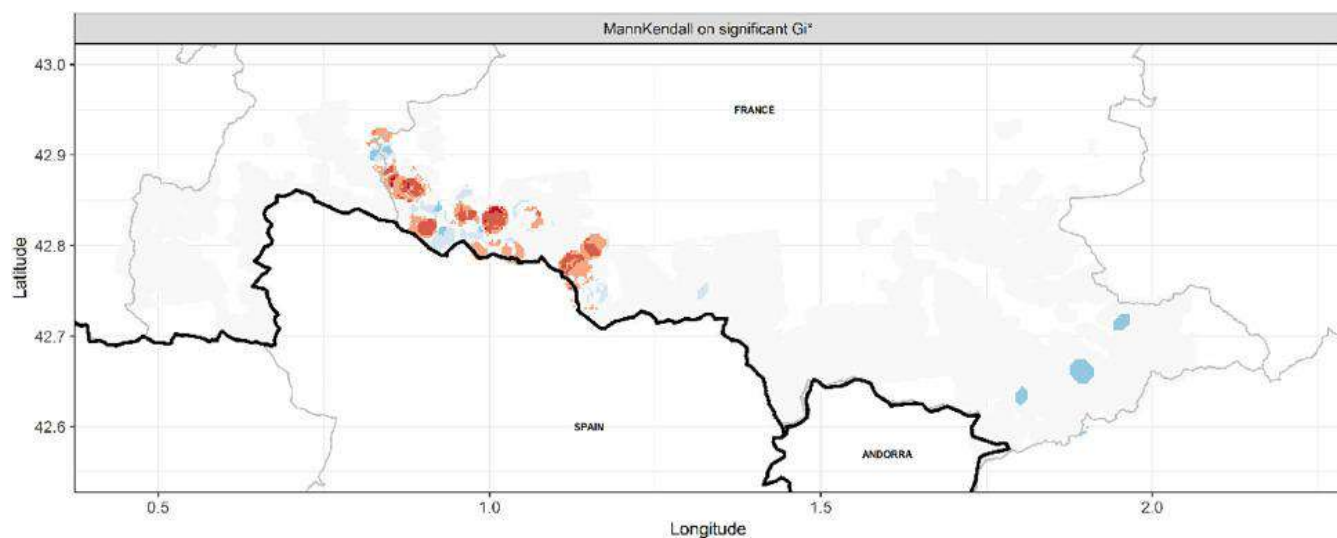 MannKendall on significant Gi*
43.0
FRANCE
42.9
42.8
42.7
42.6
SPAIN
ANDORRA
0.5
1.0
1.5
2.0
Latitude
Longitude